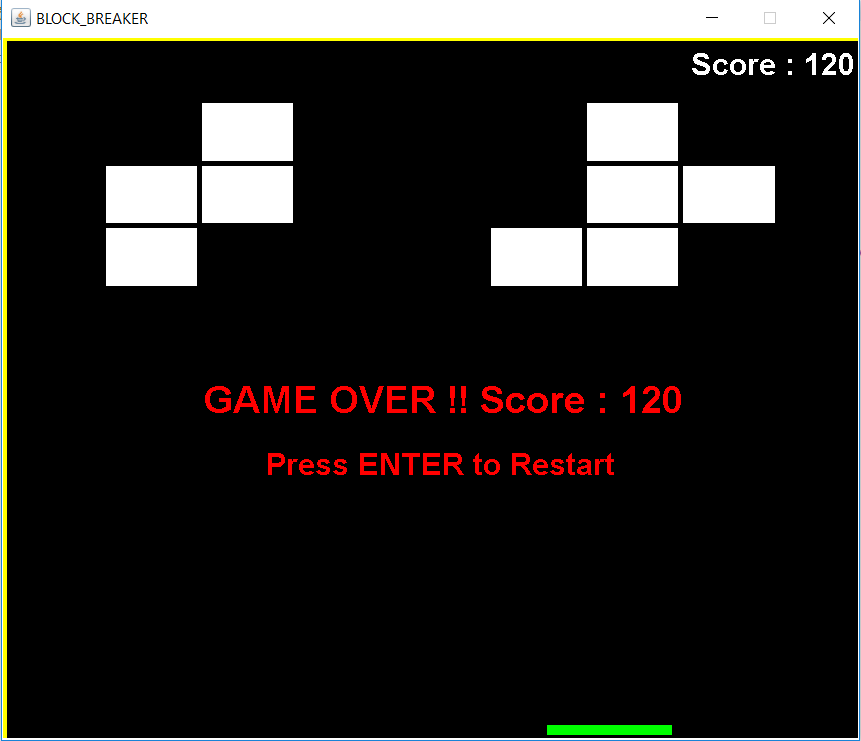 BLOCK_BREAKER
Score : 120
GAME OVER !! Score : 120
Press ENTER to Restart